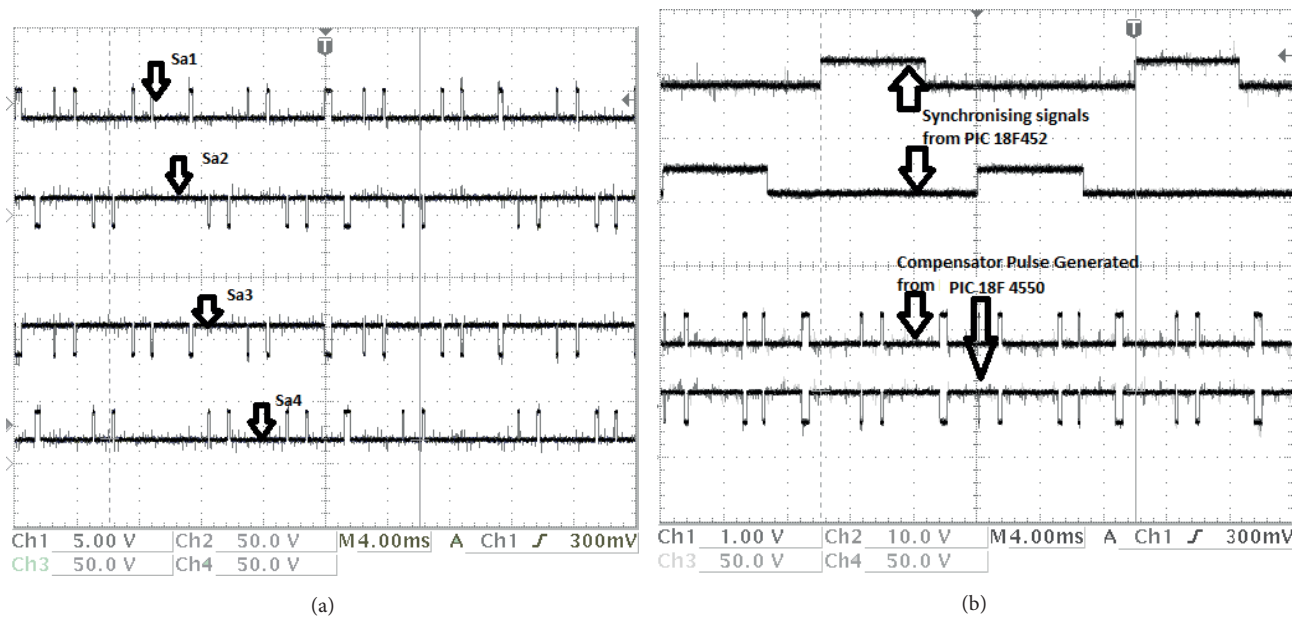 T
Sa1
Sa2
Sa3
Sa4
Ch1 5.00 V Ch2 50.0 V M4.00ms A Ch1 300mV
Ch3 50.0 V Ch4 50.0 V
(a)
T
Synchronising signals
from PIC 18F452
Compensator Pulse Generated
from PIC 18F 4550
Ch1 1.00 V Ch2 10.0 V M4.00ms A Ch1 300mV
Ch3 50.0 V Ch4 50.0 V
(b)